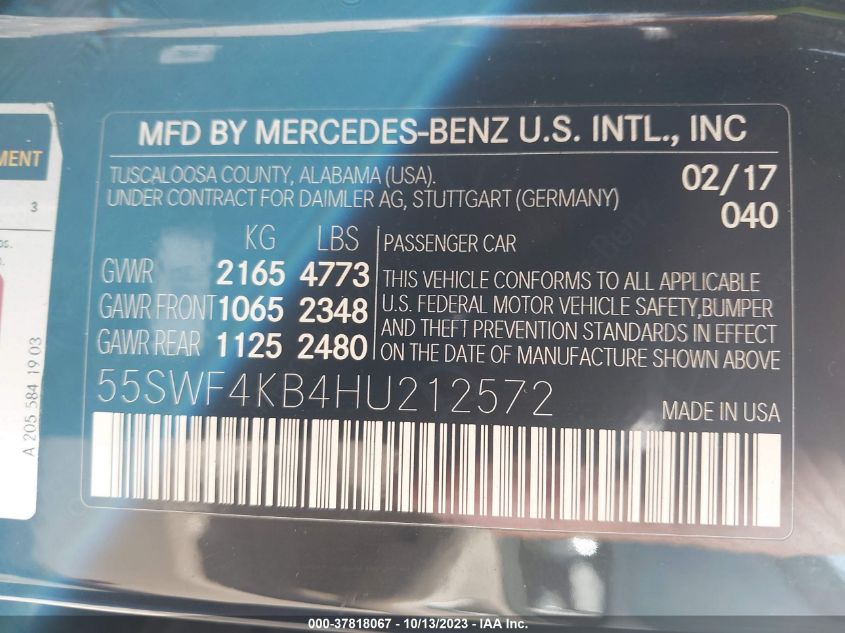 MFD BY MERCEDES-BENZ U.S. INTL., INC
TUSCALOOSA COUNTY, ALABAMA (USA).
UNDER CONTRACT FOR DAIMLER AG, STUTTGART (GERMANY)
02/17
040
KG LBS
GVWR 2165 4773
GAWR FRONT 1065 2348
GAWR REAR 1125 2480
PASSENGER CAR
THIS VEHICLE CONFORMS TO ALL APPLICABLE
U.S. FEDERAL MOTOR VEHICLE SAFETY,BUMPER
AND THEFT PREVENTION STANDARDS IN EFFECT
ON THE DATE OF MANUFACTURE SHOWN ABOVE
55SWF4KB4HU212572
MADE IN USA
MENT
3
A 205 584 19 03
000-37818067 - 10/13/2023 - IAA Inc.